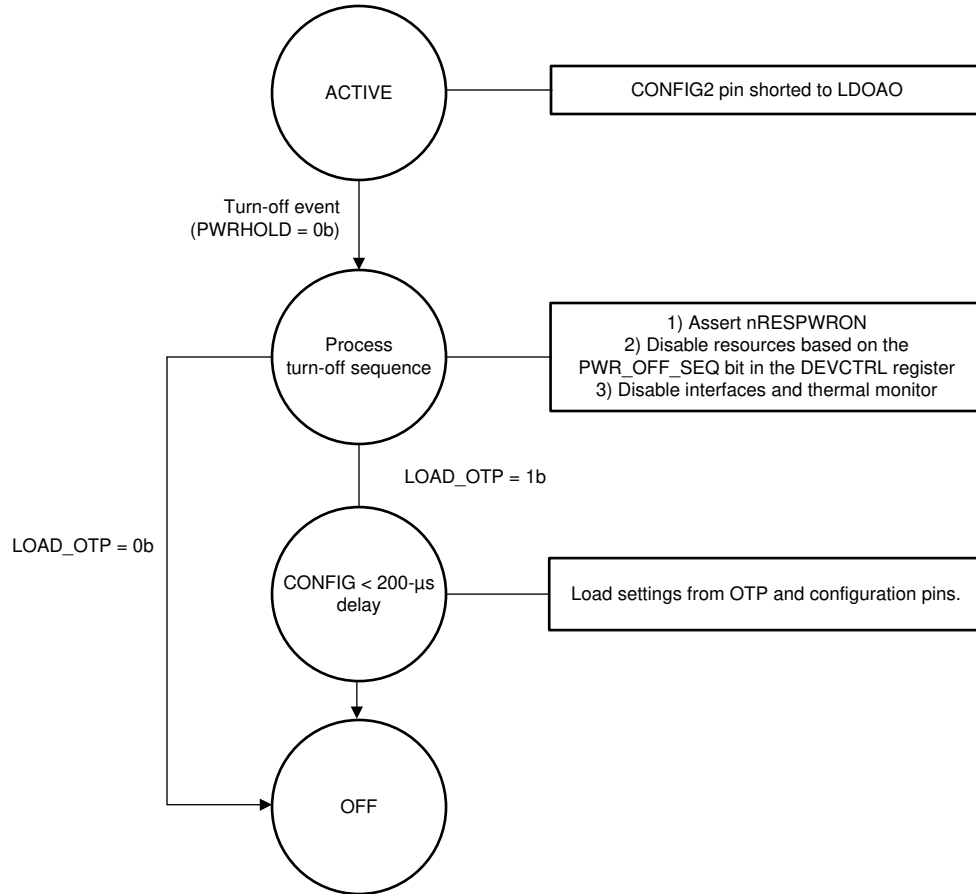 ACTIVE
CONFIG2 pin shorted to LDOAO
Turn-off event
(PWRHOLD = 0b)
Process
turn-off sequence
1) Assert nRESPWRON
2) Disable resources based on the
PWR_OFF_SEQ bit in the DEVCTRL register
3) Disable interfaces and thermal monitor
LOAD_OTP = 1b
LOAD_OTP = 0b
CONFIG < 200-µs
delay
Load settings from OTP and configuration pins.
OFF